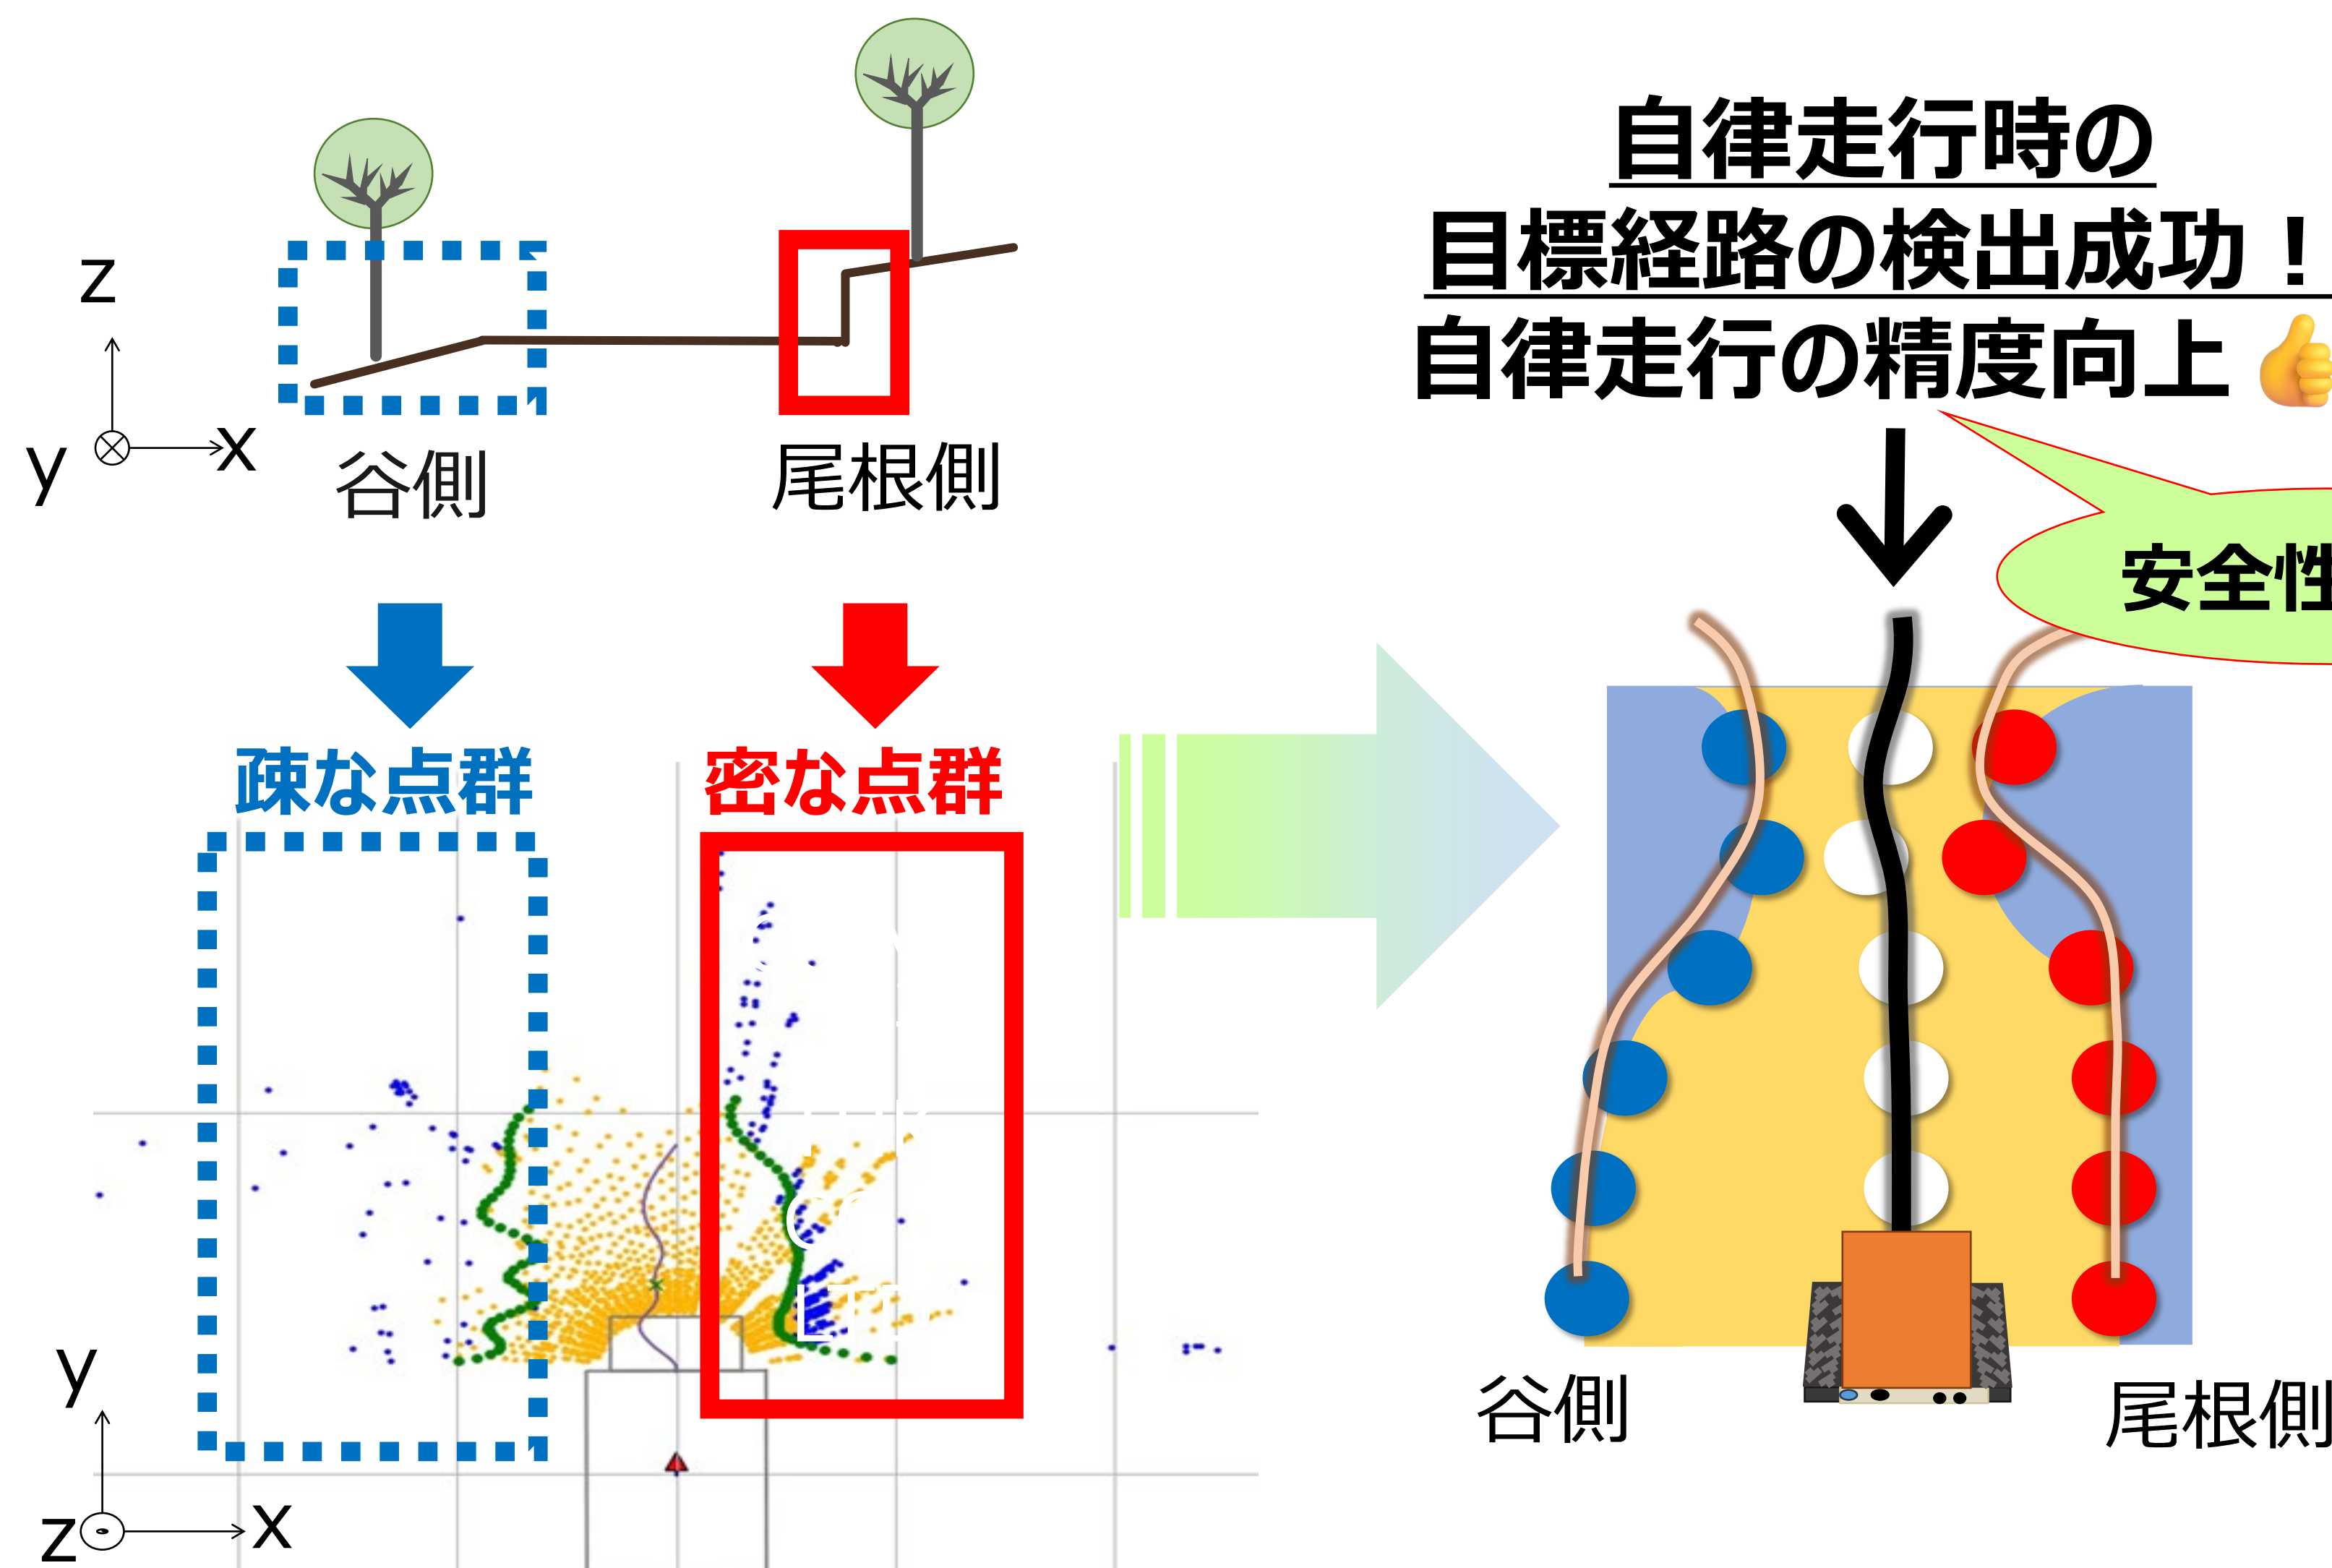 z
y
x
谷側
尾根側
自律走行時の
目標経路の検出成功！
自律走行の精度向上👍
安全性
疎な点群
密な点群
y
z
x
谷側
尾根側